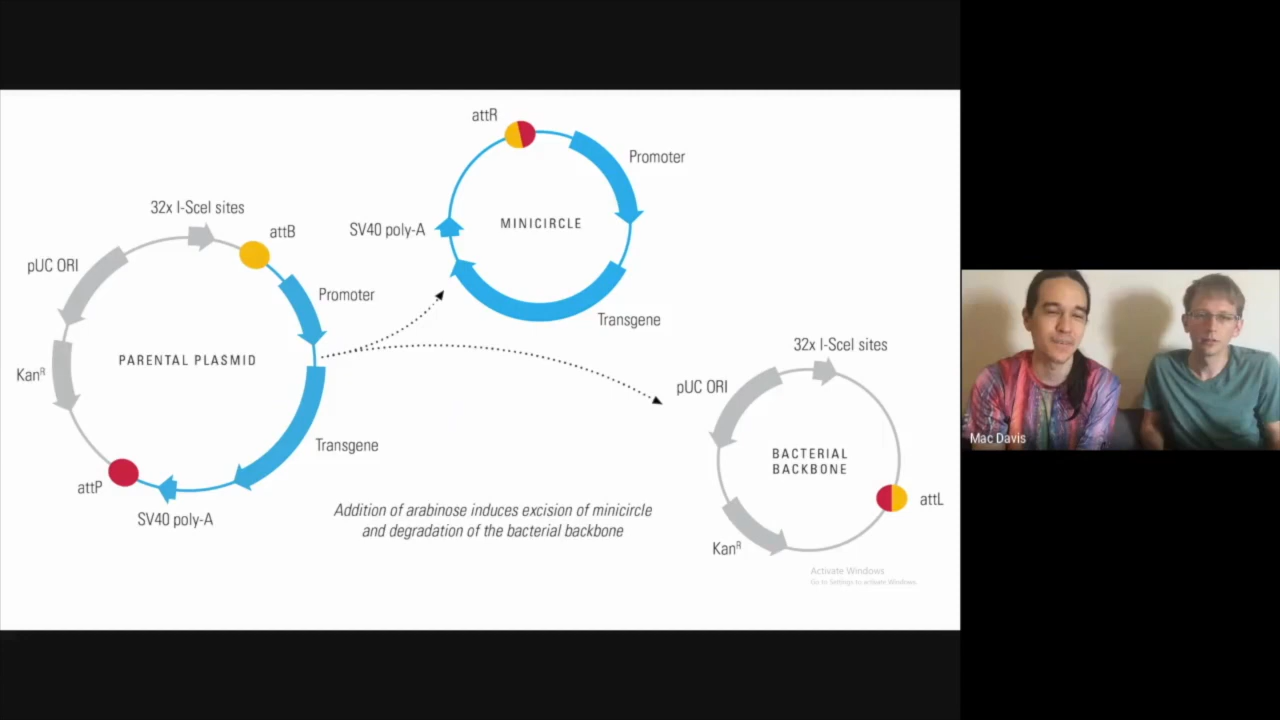 attR
Promoter
MINICIRCLE
SV40 poly-A
Transgene
32x I-SceI sites
attB
pUC ORI
Promoter
PARENTAL PLASMID
Kanᴿ
Transgene
attP
SV40 poly-A
32x I-SceI sites
pUC ORI
BACTERIAL
BACKBONE
attL
Kanᴿ
Addition of arabinose induces excision of minicircle
and degradation of the bacterial backbone
Activate Windows
Go to Settings to activate Windows.
Mac Davis